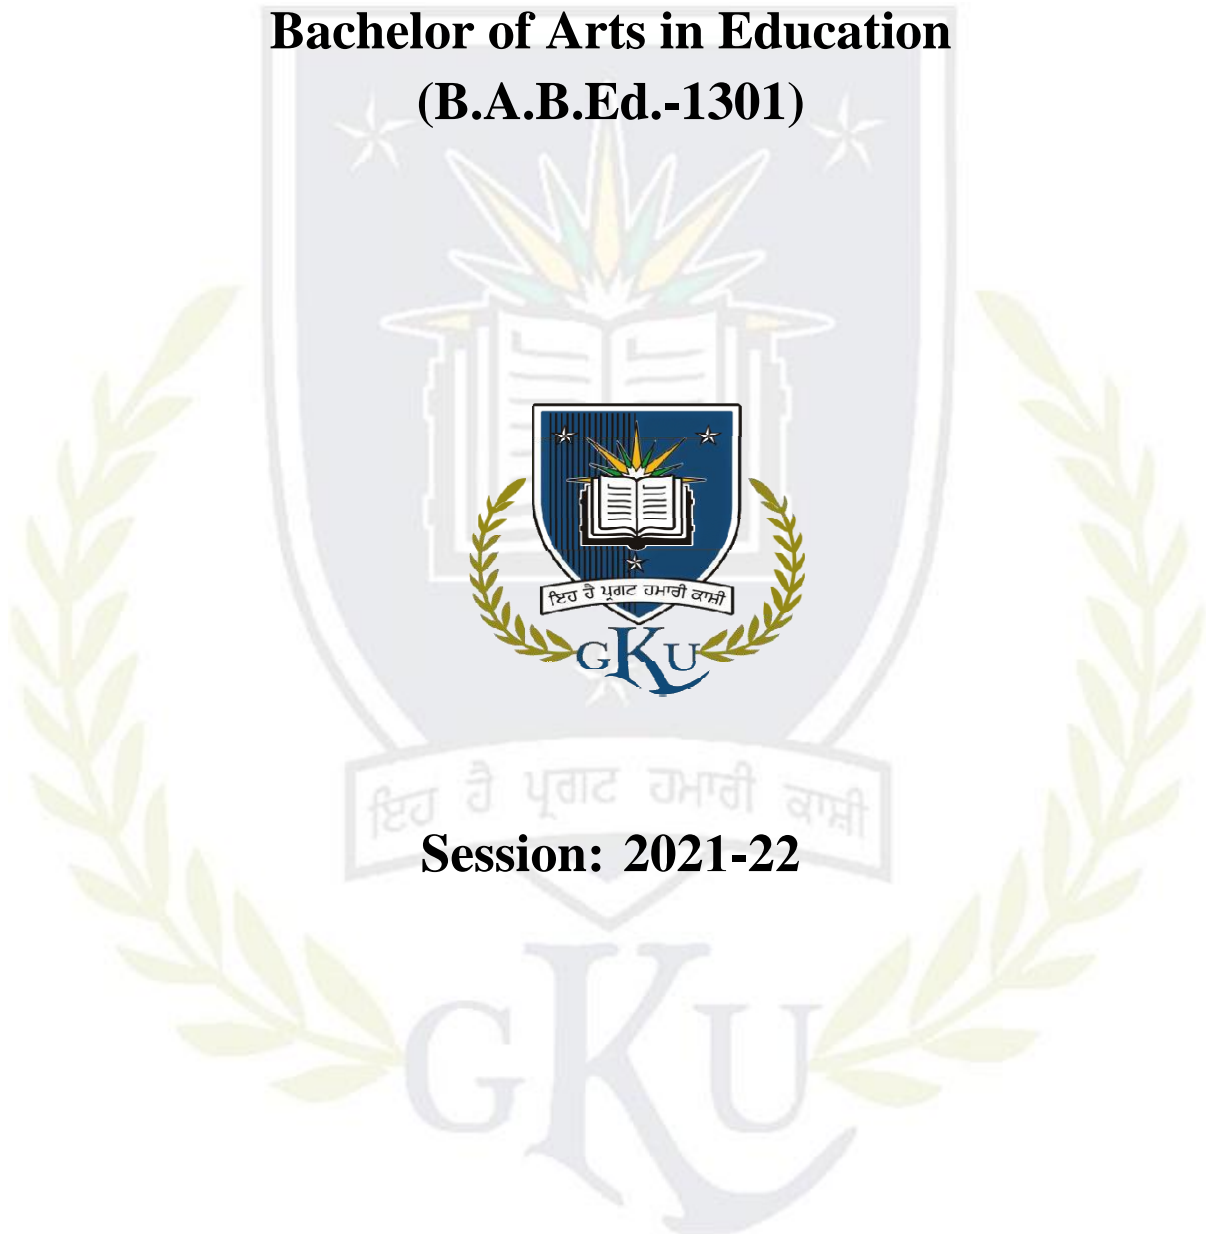 Bachelor of Arts in Education
(B.A.B.Ed.-1301)
ਇਹ ਹੈ ਪ੍ਰਗਟ ਹਮਾਰੀ ਕਾਸ਼ੀ
GKU
ਇਹ ਹੈ ਪ੍ਰਗਟ ਹਮਾਰੀ ਕਾਸ਼ੀ
Session: 2021-22
GKU